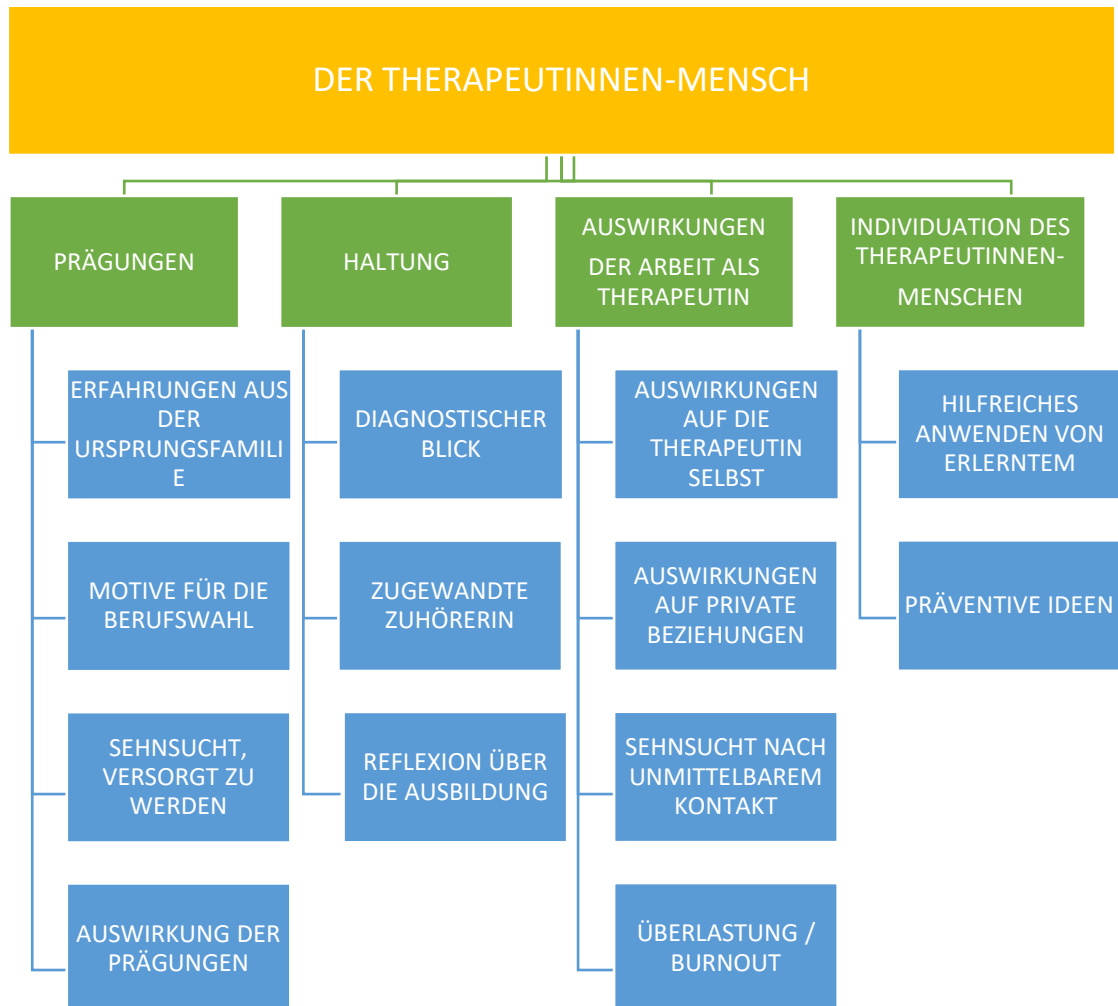 DER THERAPEUTINNEN-MENSCH
PRÄGUNGEN
ERFAHRUNGEN AUS
DER
URSPRUNGSFAMILI
E
MOTIVE FÜR DIE
BERUFSWAHL
SEHNSUCHT,
VERSORGT ZU
WERDEN
AUSWIRKUNG DER
PRÄGUNGEN
HALTUNG
DIAGNOSTISCHER
BLICK
ZUGEWANDTE
ZUHÖRERIN
REFLEXION ÜBER
DIE AUSBILDUNG
AUSWIRKUNGEN
DER ARBEIT ALS
THERAPEUTIN
AUSWIRKUNGEN
AUF DIE
THERAPEUTIN
SELBST
AUSWIRKUNGEN
AUF PRIVATE
BEZIEHUNGEN
SEHNSUCHT NACH
UNMITTELBAREM
KONTAKT
ÜBERLASTUNG /
BURNOUT
INDIVIDUATION DES
THERAPEUTINNEN-
MENSCHEN
HILFREICHES
ANWENDEN VON
ERLERNTEM
PRÄVENTIVE IDEEN